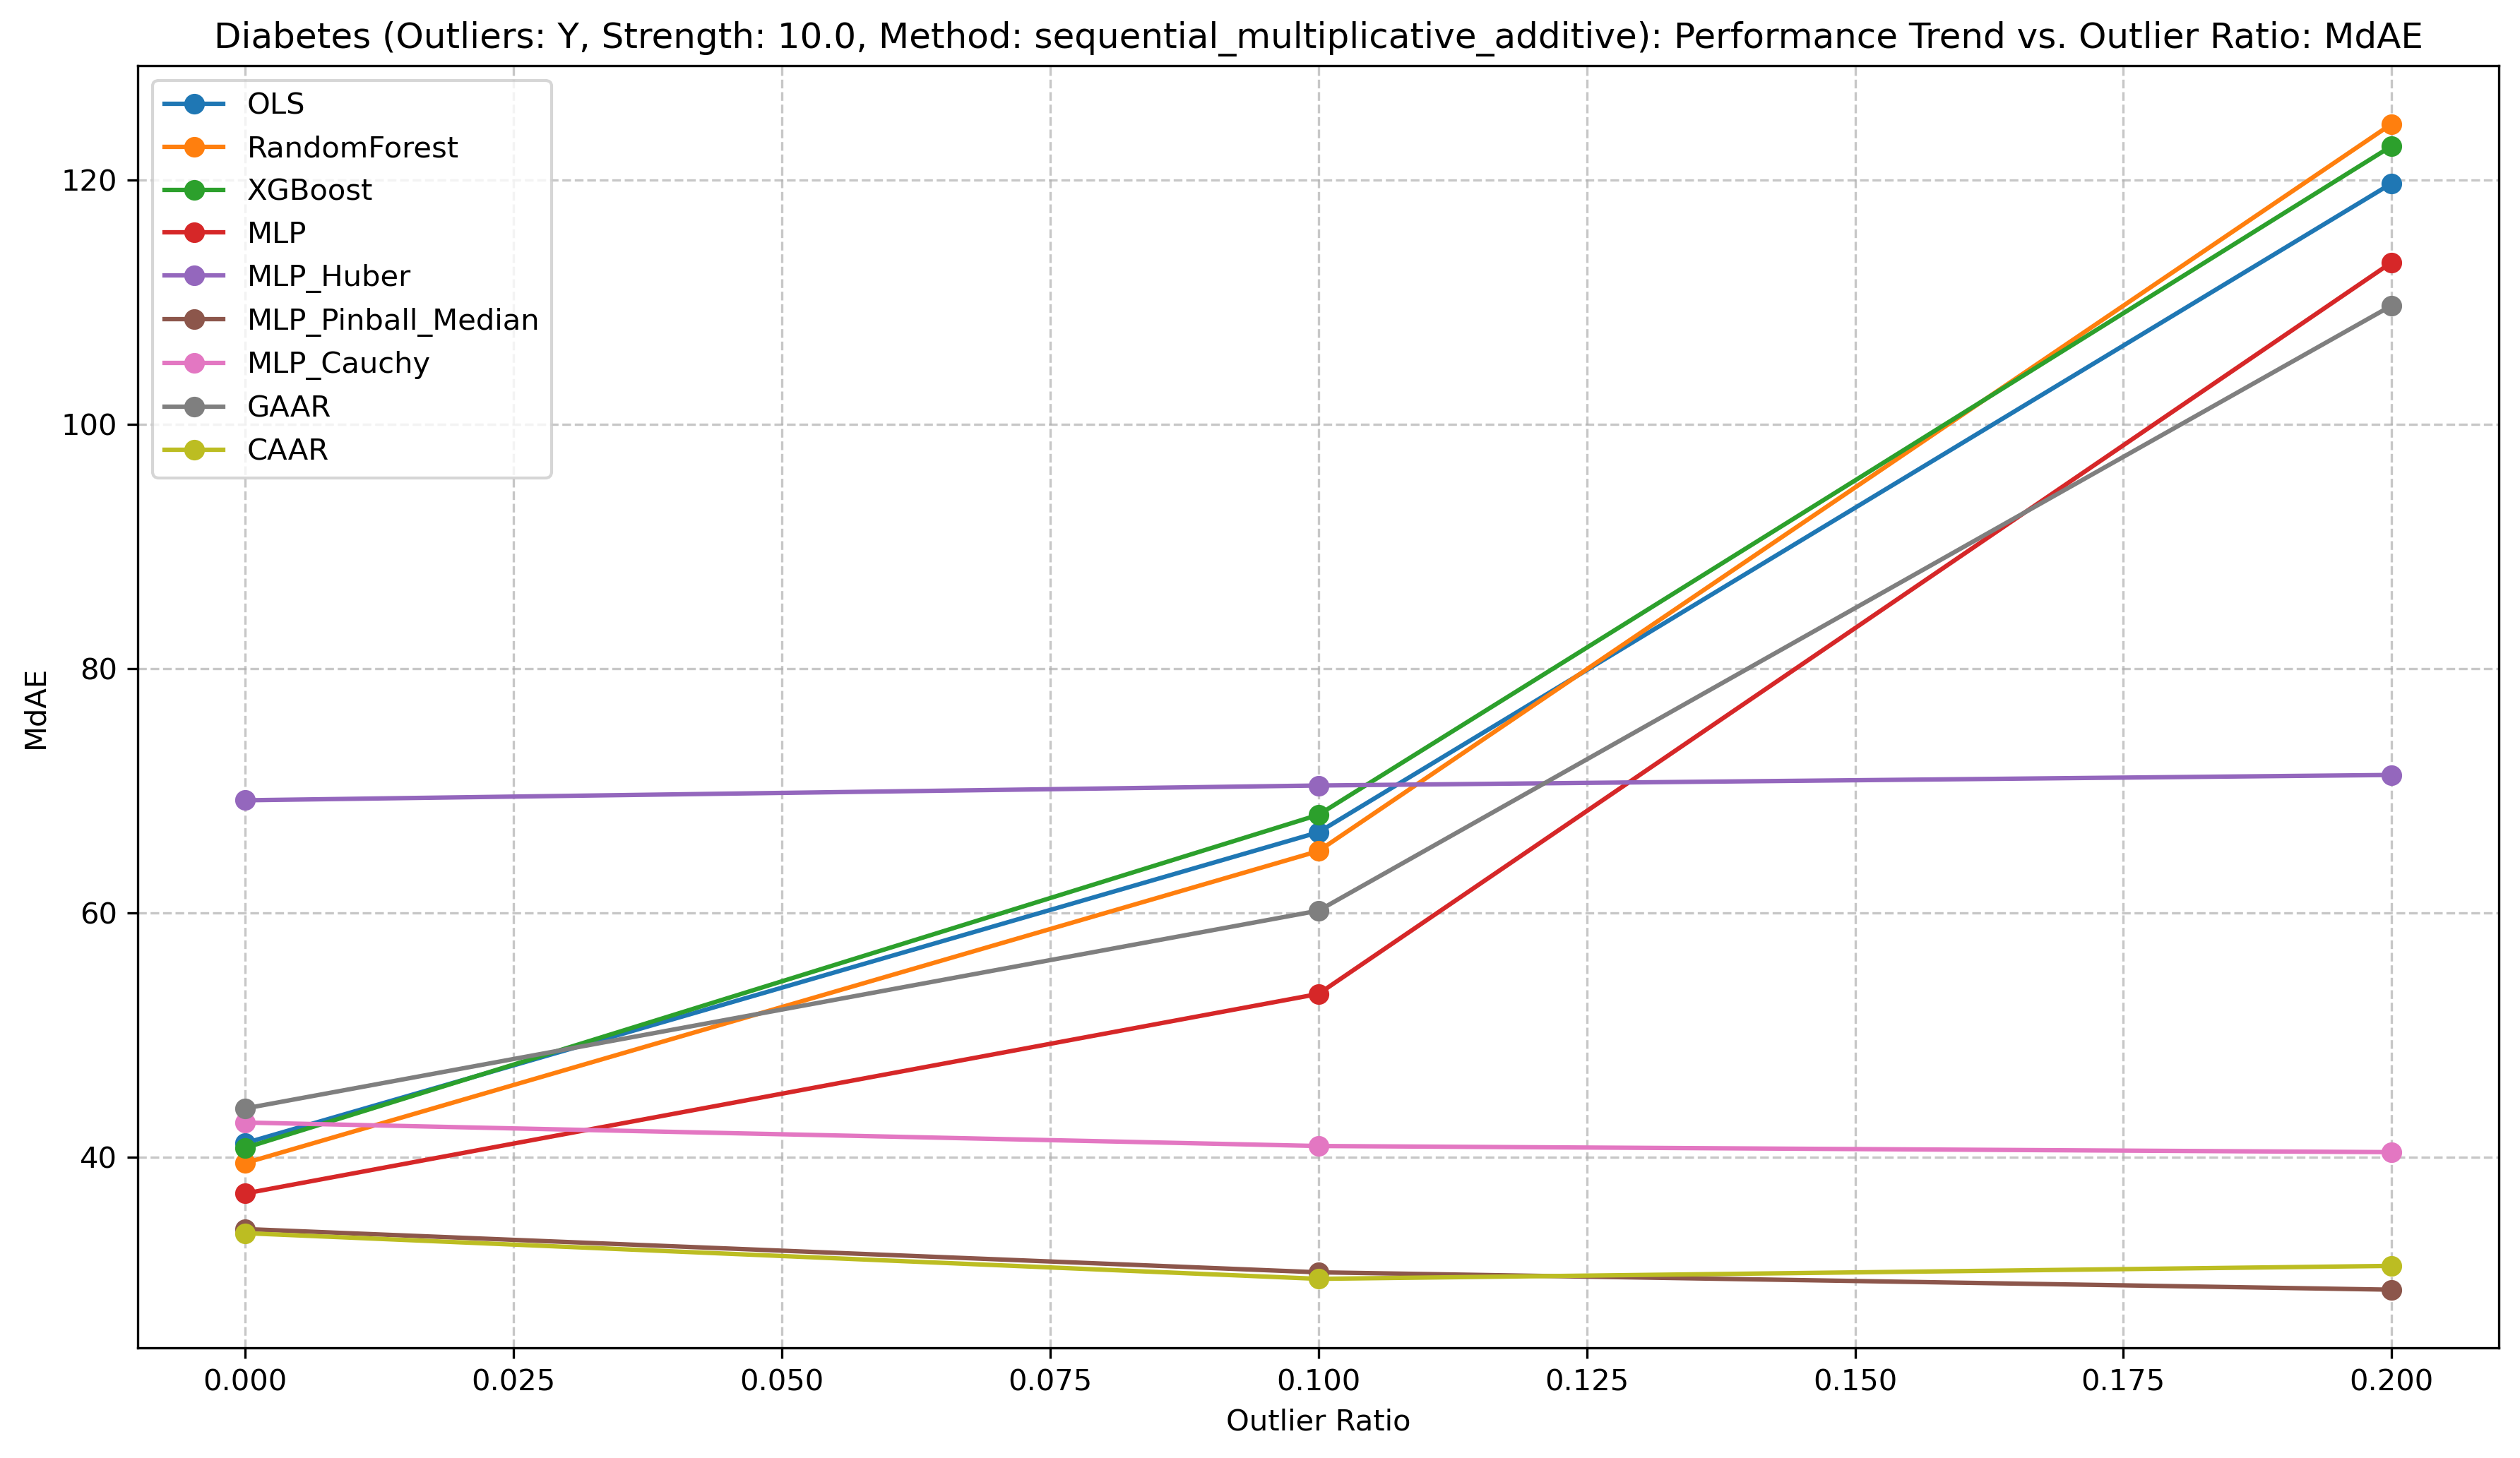 Diabetes (Outliers: Y, Strength: 10.0, Method: sequential_multiplicative_additive): Performance Trend vs. Outlier Ratio: MdAE
OLS
RandomForest
XGBoost
MLP
MLP_Huber
MLP_Pinball_Median
MLP_Cauchy
GAAR
CAAR
120
100
80
60
40
MdAE
0.000 0.025 0.050 0.075 0.100 0.125 0.150 0.175 0.200
Outlier Ratio